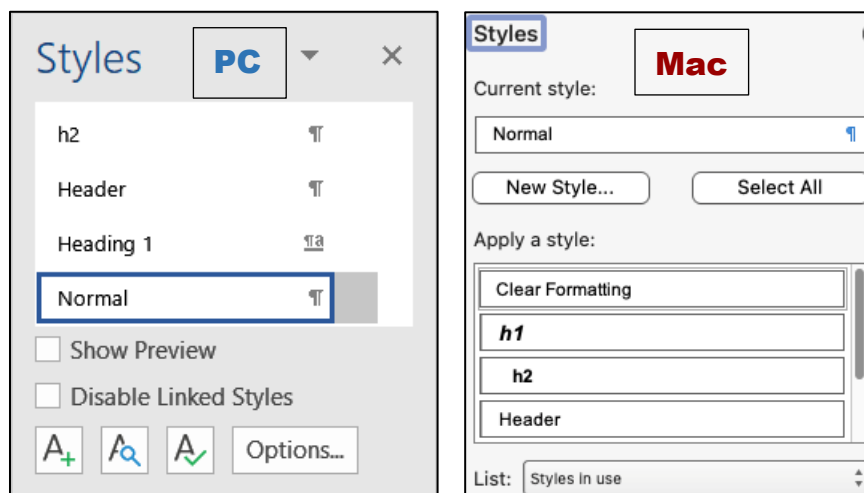 Styles PC
h2
Header
Heading 1
Normal
Show Preview
Disable Linked Styles
Options...
Styles Mac
Current style:
Normal
New Style... Select All
Apply a style:
Clear Formatting
h1
h2
Header
List: Styles in use